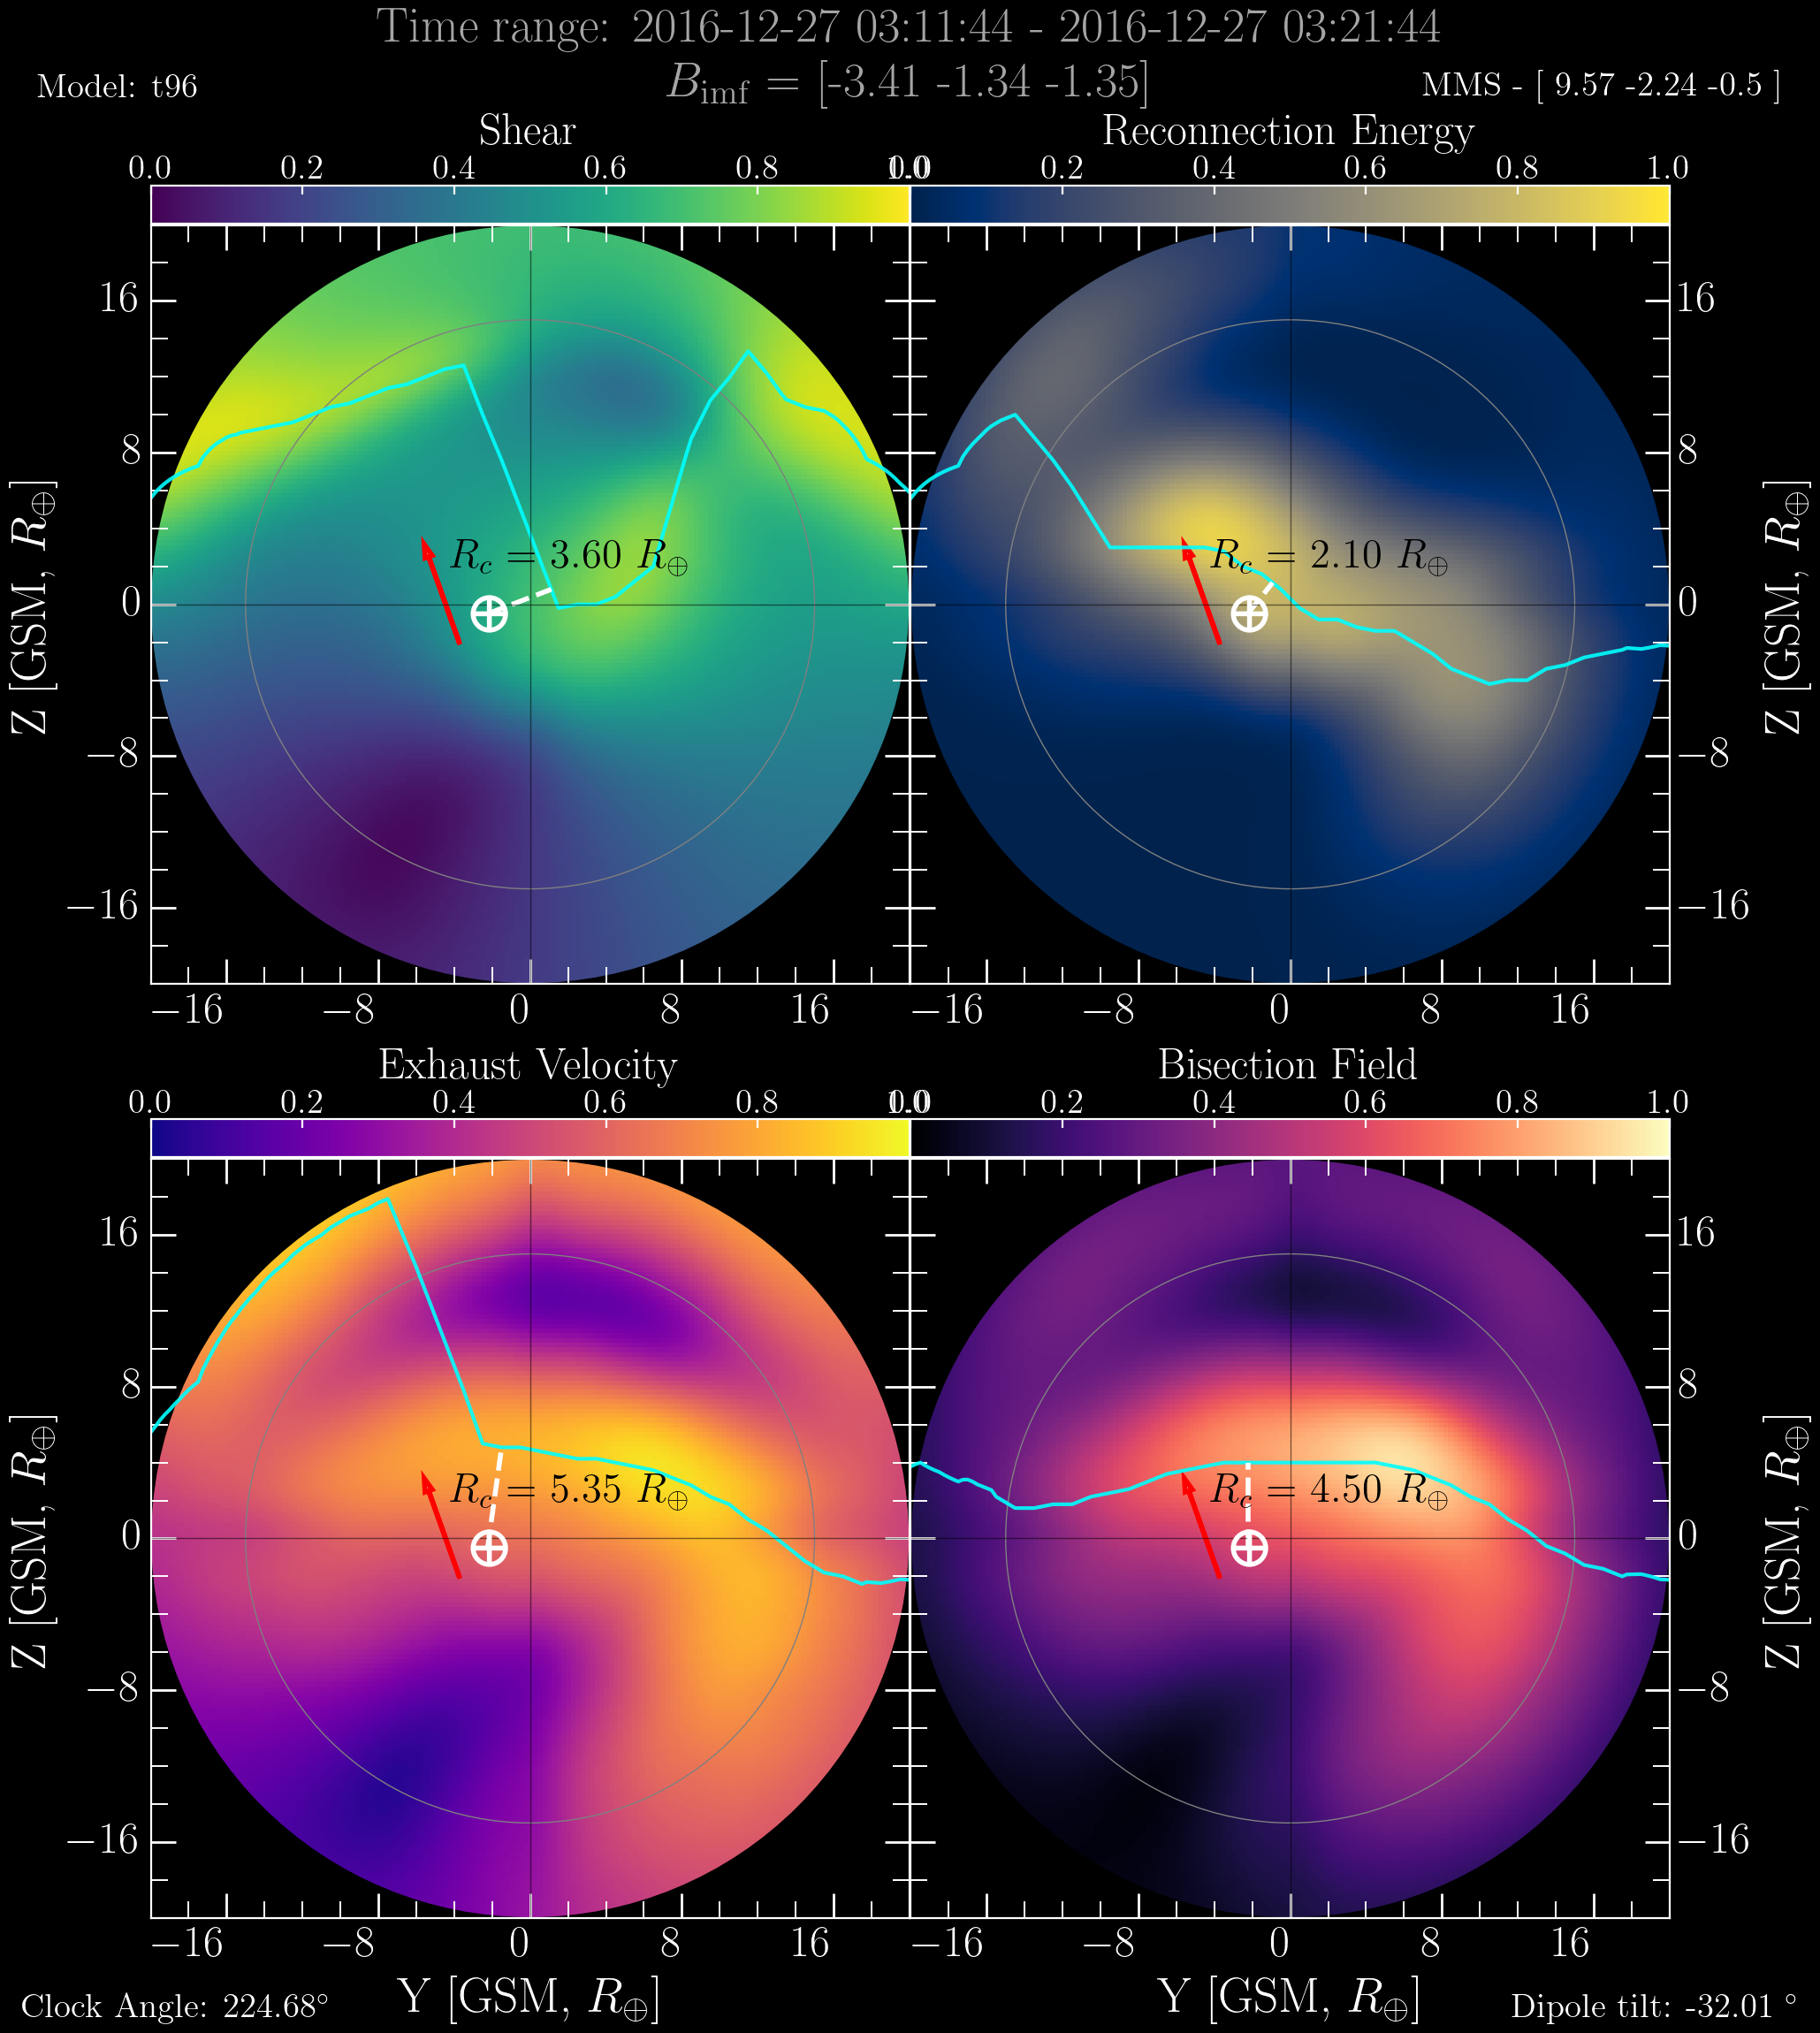 Time range: 2016-12-27 03:11:44 - 2016-12-27 03:21:44
Model: t96
B_imf = [-3.41 -1.34 -1.35]
MMS - [ 9.57 -2.24 -0.5 ]
Shear
Reconnection Energy
0.0 0.2 0.4 0.6 0.8 1.0
0.0 0.2 0.4 0.6 0.8 1.0
16
8
0
−8
−16
Z [GSM, R⊕]
R_c = 3.60 R⊕
R_c = 2.10 R⊕
16
8
0
−8
−16
Z [GSM, R⊕]
−16 −8 0 8 16
−16 −8 0 8 16
Exhaust Velocity
Bisection Field
0.0 0.2 0.4 0.6 0.8 1.0
0.0 0.2 0.4 0.6 0.8 1.0
16
8
0
−8
−16
Z [GSM, R⊕]
R_c = 5.35 R⊕
R_c = 4.50 R⊕
16
8
0
−8
−16
Z [GSM, R⊕]
−16 −8 0 8 16
−16 −8 0 8 16
Y [GSM, R⊕]
Y [GSM, R⊕]
Clock Angle: 224.68°
Dipole tilt: -32.01 °